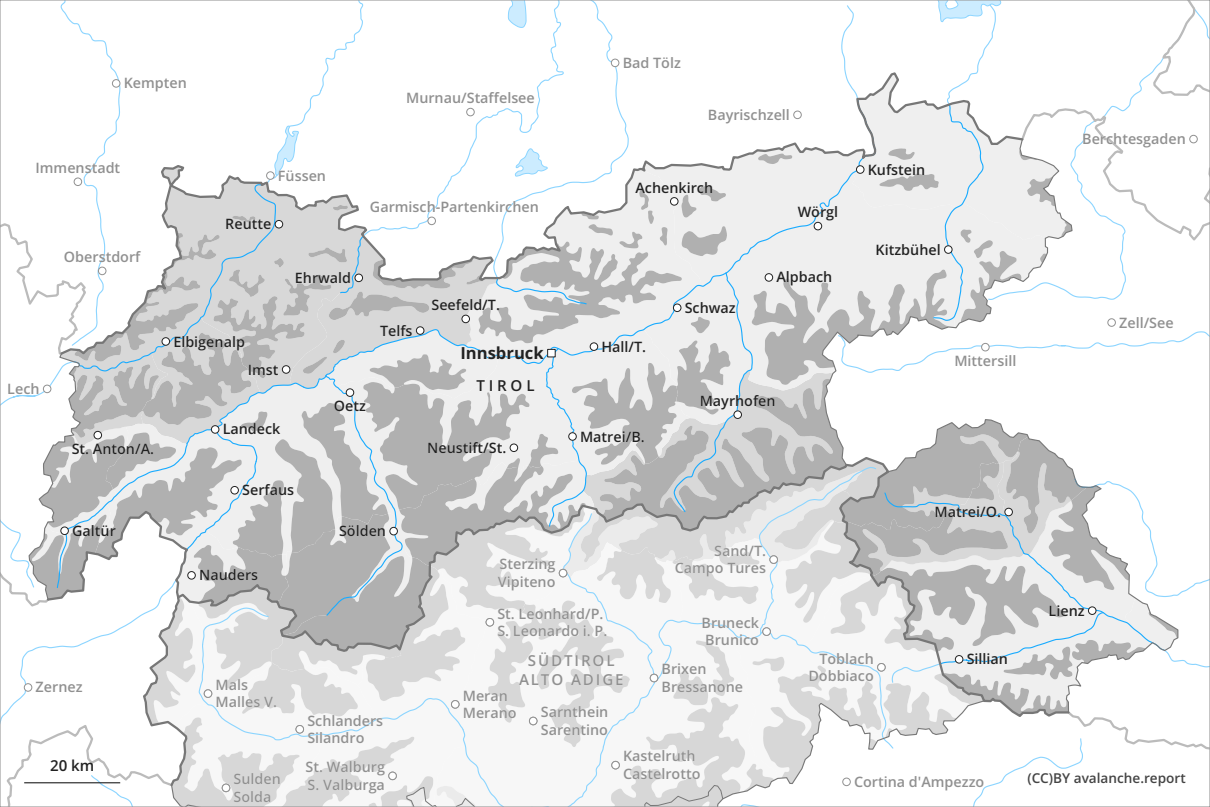 Kempten
Bad Tölz
Murnau/Staffelsee
Bayrischzell
Berchtesgaden
Immenstadt
Füssen
Kufstein
Achenkirch
Garmisch-Partenkirchen
Wörgl
Reutte
Kitzbühel
Oberstdorf
Ehrwald
Alpbach
Seefeld/T.
Schwaz
Zell/See
Telfs
Elbigenalp
Hall/T.
Innsbruck
Mittersill
Imst
TIROL
Lech
Oetz
Mayrhofen
Landeck
Matrei/B.
St. Anton/A.
Neustift/St.
Serfaus
Matrei/O.
Galtür
Sölden
Sand/T.
Campo Tures
Sterzing
Vipiteno
Nauders
Lienz
St. Leonhard/P.
S. Leonardo i. P.
Bruneck
Brunico
SÜDTIROL
ALTO ADIGE
Toblach
Dobbiaco
Sillian
Brixen
Bressanone
Zernez
Mals
Malles V.
Meran
Merano
Sarnthein
Sarentino
Schlanders
Silandro
Kastelruth
Castelrotto
St. Walburg
S. Valburga
Sulden
Solda
20 km
Cortina d'Ampezzo
(CC)BY avalanche.report